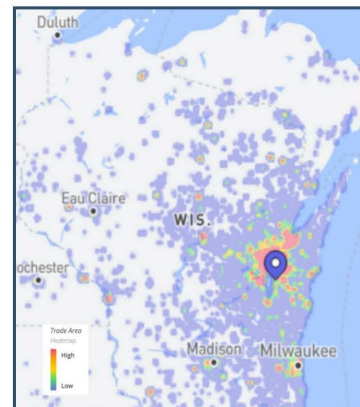 Duluth
Eau Claire
WIS.
ochester
Trade Area
Heatmap
High
Low
Madison
Milwaukee